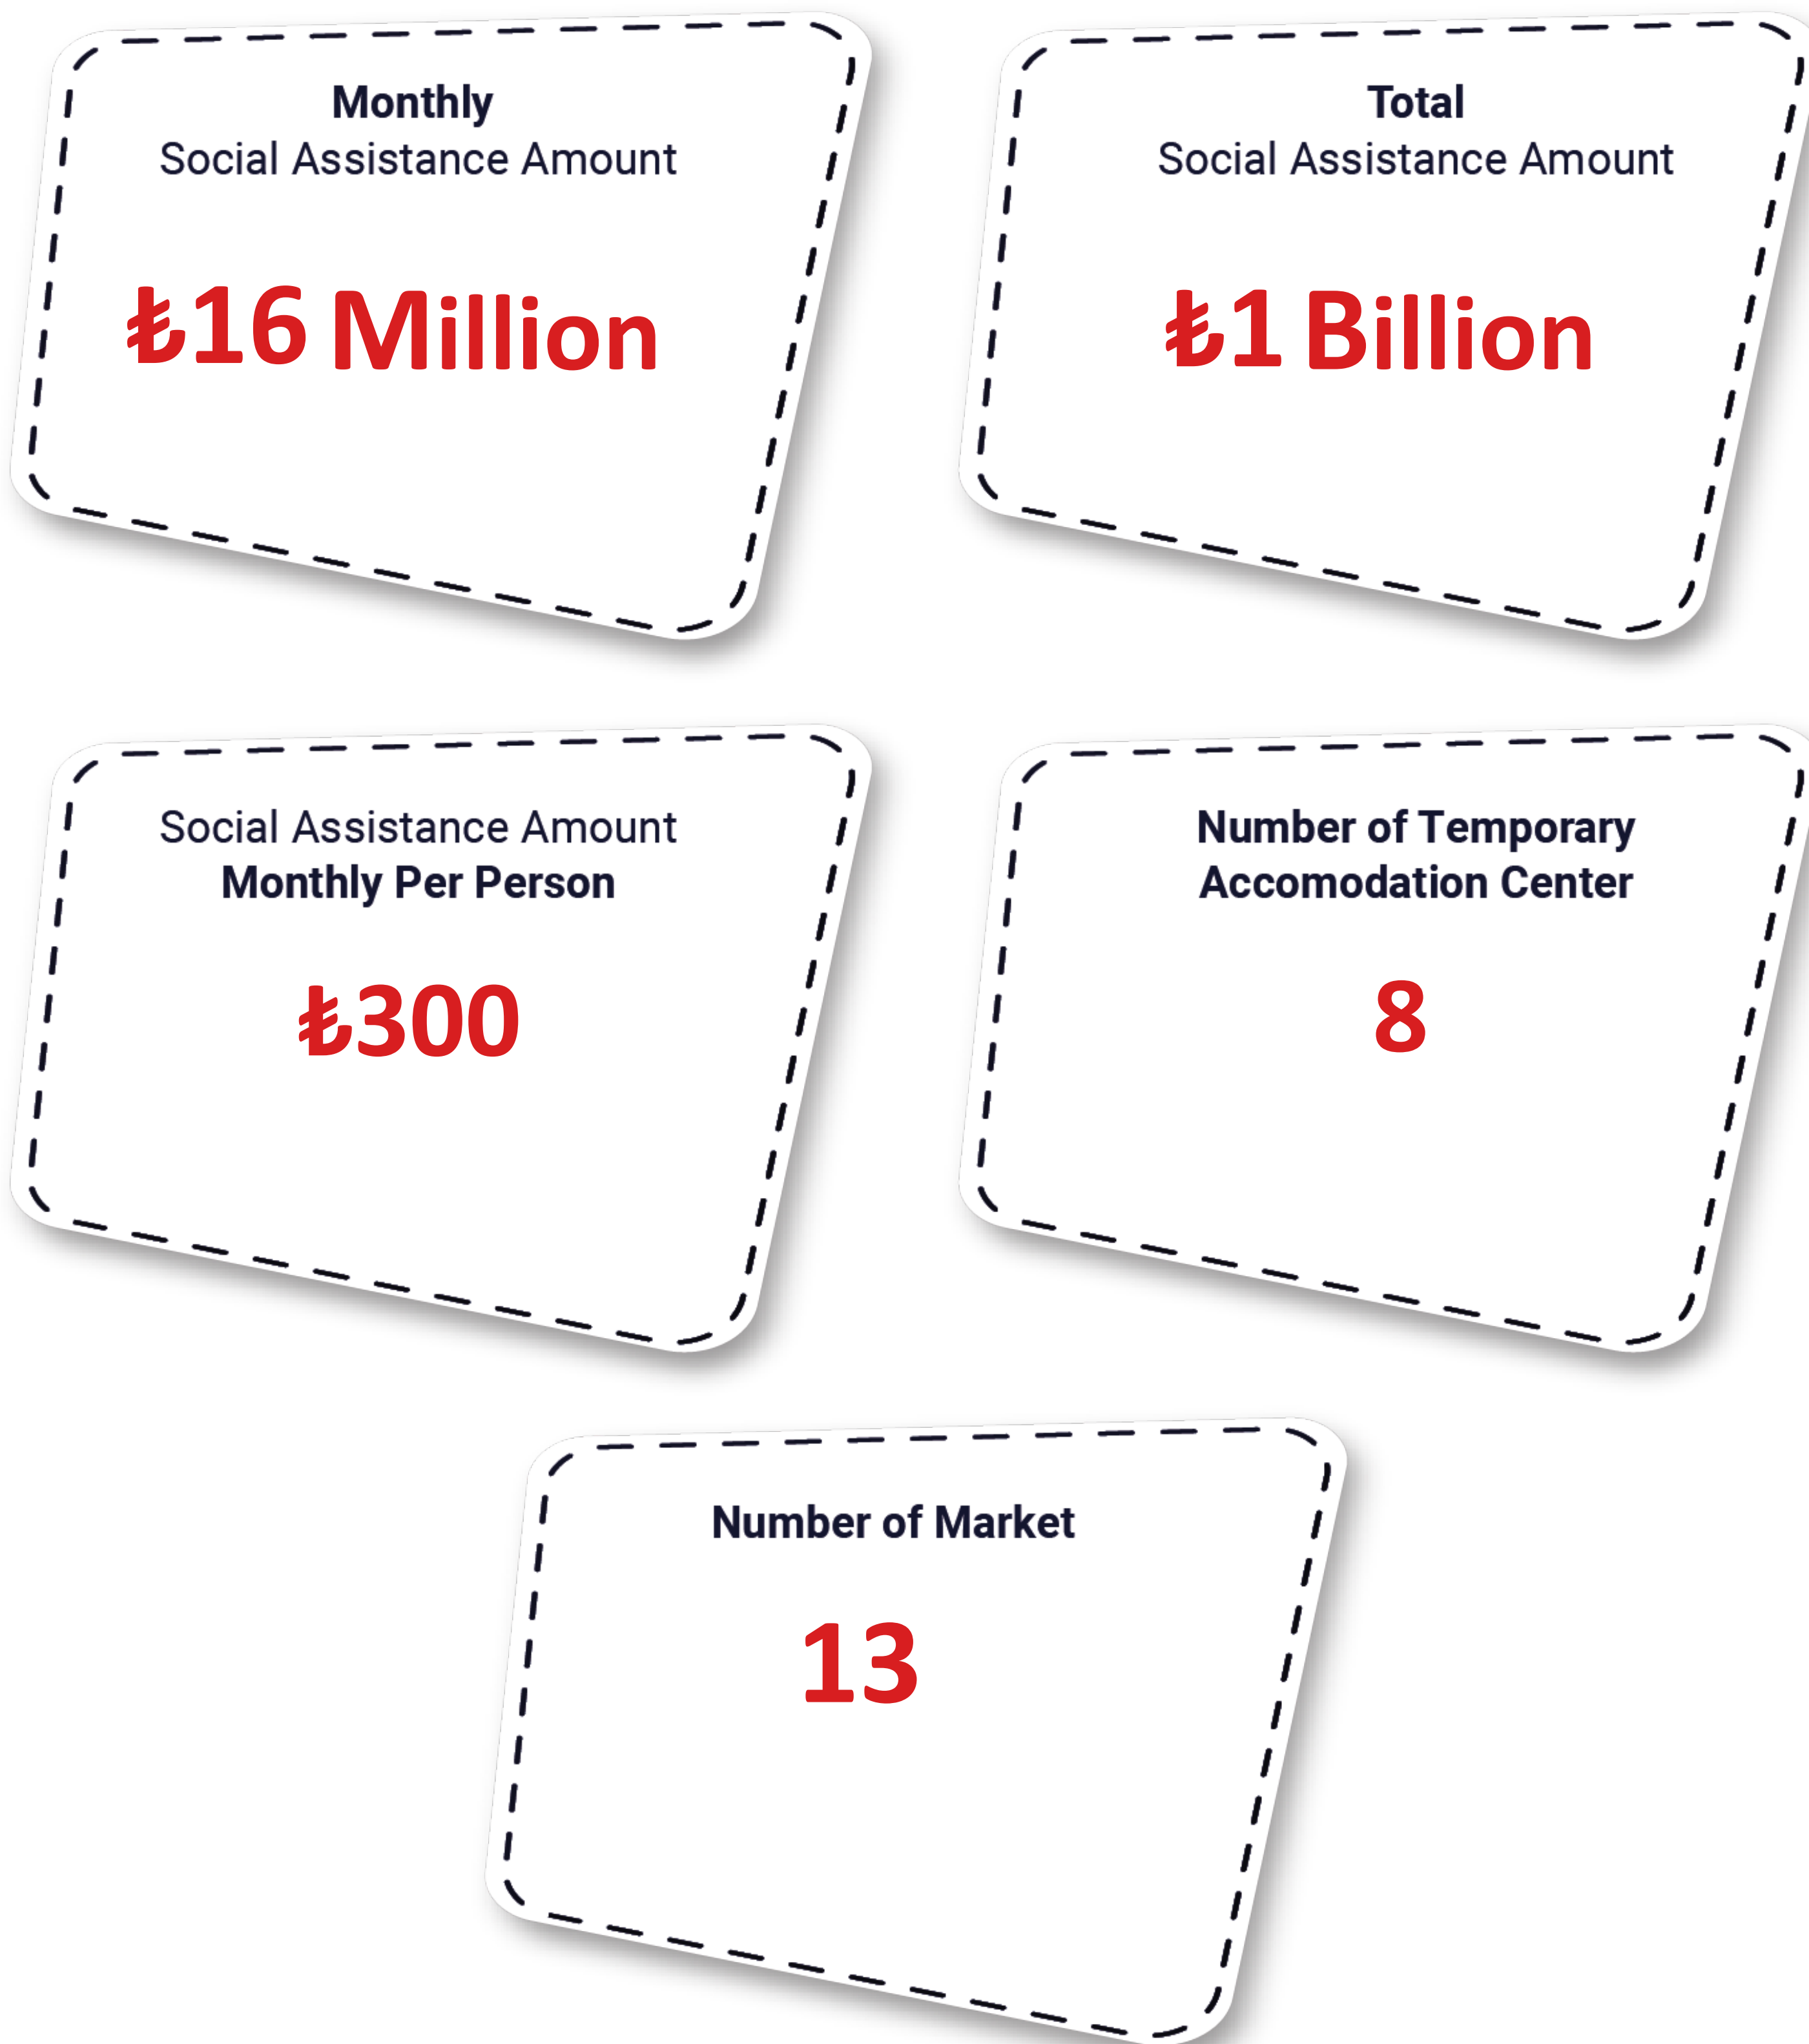 Monthly
Social Assistance Amount
₺16 Million
Total
Social Assistance Amount
₺1 Billion
Social Assistance Amount
Monthly Per Person
₺300
Number of Temporary
Accomodation Center
8
Number of Market
13